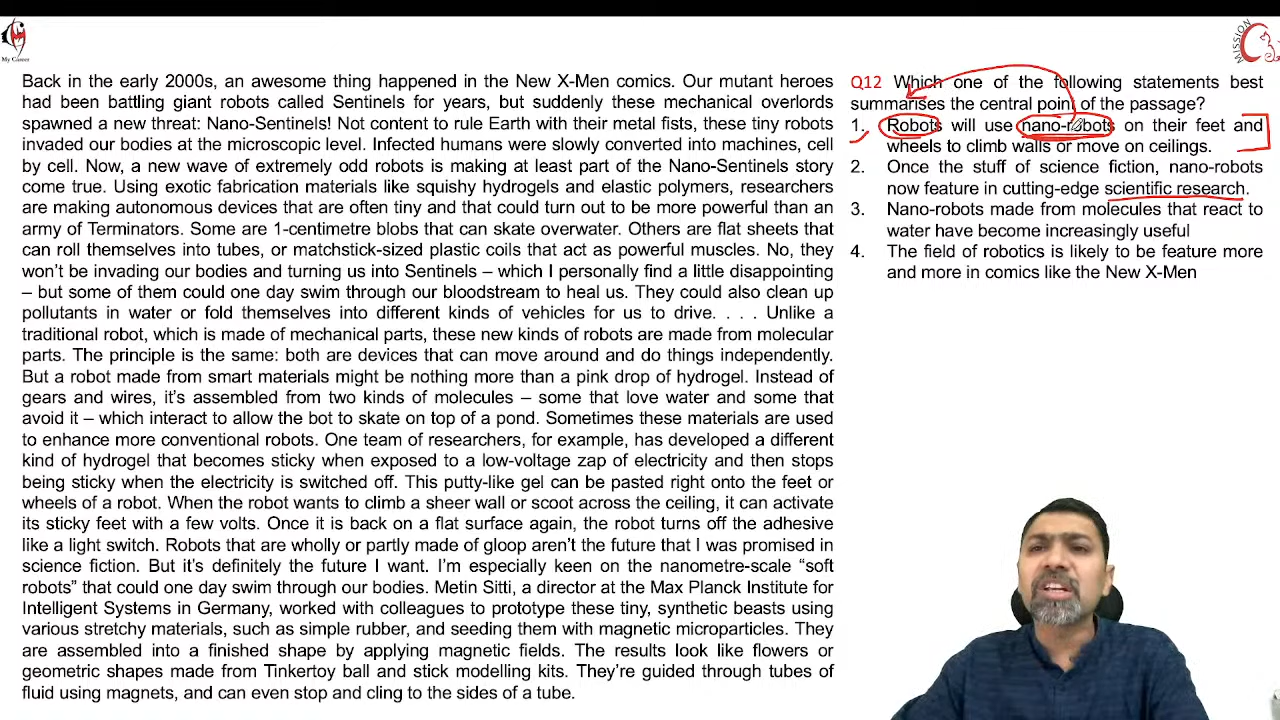 My Career
MISSION
Back in the early 2000s, an awesome thing happened in the New X-Men comics. Our mutant heroes
had been battling giant robots called Sentinels for years, but suddenly these mechanical overlords
spawned a new threat: Nano-Sentinels! Not content to rule Earth with their metal fists, these tiny robots
invaded our bodies at the microscopic level. Infected humans were slowly converted into machines, cell
by cell. Now, a new wave of extremely odd robots is making at least part of the Nano-Sentinels story
come true. Using exotic fabrication materials like squishy hydrogels and elastic polymers, researchers
are making autonomous devices that are often tiny and that could turn out to be more powerful than an
army of Terminators. Some are 1-centimetre blobs that can skate overwater. Others are flat sheets that
can roll themselves into tubes, or matchstick-sized plastic coils that act as powerful muscles. No, they
won't be invading our bodies and turning us into Sentinels – which I personally find a little disappointing
– but some of them could one day swim through our bloodstream to heal us. They could also clean up
pollutants in water or fold themselves into different kinds of vehicles for us to drive. . . . Unlike a
traditional robot, which is made of mechanical parts, these new kinds of robots are made from molecular
parts. The principle is the same: both are devices that can move around and do things independently.
But a robot made from smart materials might be nothing more than a pink drop of hydrogel. Instead of
gears and wires, it's assembled from two kinds of molecules – some that love water and some that
avoid it – which interact to allow the bot to skate on top of a pond. Sometimes these materials are used
to enhance more conventional robots. One team of researchers, for example, has developed a different
kind of hydrogel that becomes sticky when exposed to a low-voltage zap of electricity and then stops
being sticky when the electricity is switched off. This putty-like gel can be pasted right onto the feet or
wheels of a robot. When the robot wants to climb a sheer wall or scoot across the ceiling, it can activate
its sticky feet with a few volts. Once it is back on a flat surface again, the robot turns off the adhesive
like a light switch. Robots that are wholly or partly made of gloop aren't the future that I was promised in
science fiction. But it's definitely the future I want. I'm especially keen on the nanometre-scale “soft
robots” that could one day swim through our bodies. Metin Sitti, a director at the Max Planck Institute for
Intelligent Systems in Germany, worked with colleagues to prototype these tiny, synthetic beasts using
various stretchy materials, such as simple rubber, and seeding them with magnetic microparticles. They
are assembled into a finished shape by applying magnetic fields. The results look like flowers or
geometric shapes made from Tinkertoy ball and stick modelling kits. They're guided through tubes of
fluid using magnets, and can even stop and cling to the sides of a tube.
Q12 Which one of the following statements best
summarises the central point of the passage?
1. Robots will use nano-robots on their feet and
wheels to climb walls or move on ceilings.
2. Once the stuff of science fiction, nano-robots
now feature in cutting-edge scientific research.
3. Nano-robots made from molecules that react to
water have become increasingly useful
4. The field of robotics is likely to be feature more
and more in comics like the New X-Men